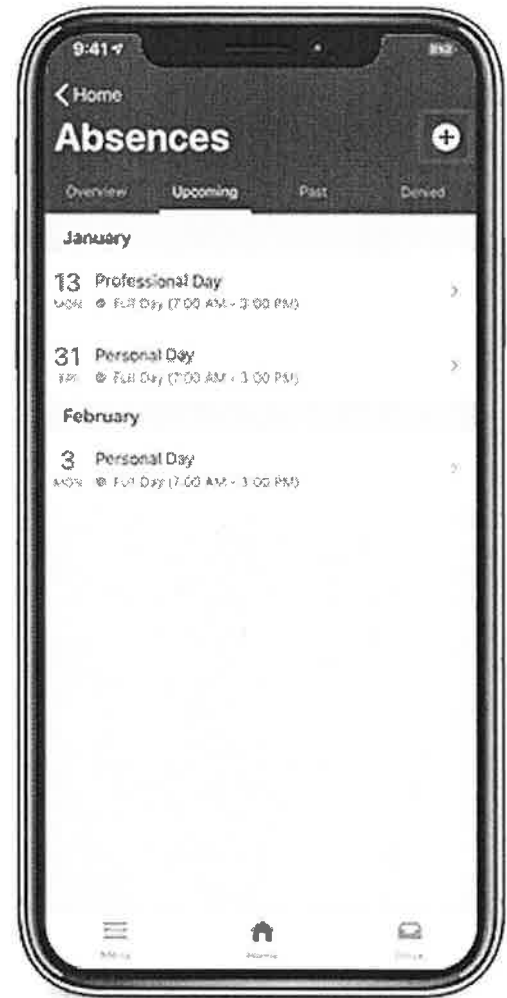 9:41
Home
Absences
Overview Upcoming Past Denied
January
13 Professional Day
MON Full Day (7:00 AM - 3:00 PM)
31 Personal Day
FRI Full Day (7:00 AM - 3:00 PM)
February
3 Personal Day
MON Full Day (7:00 AM - 3:00 PM)
Menu Home